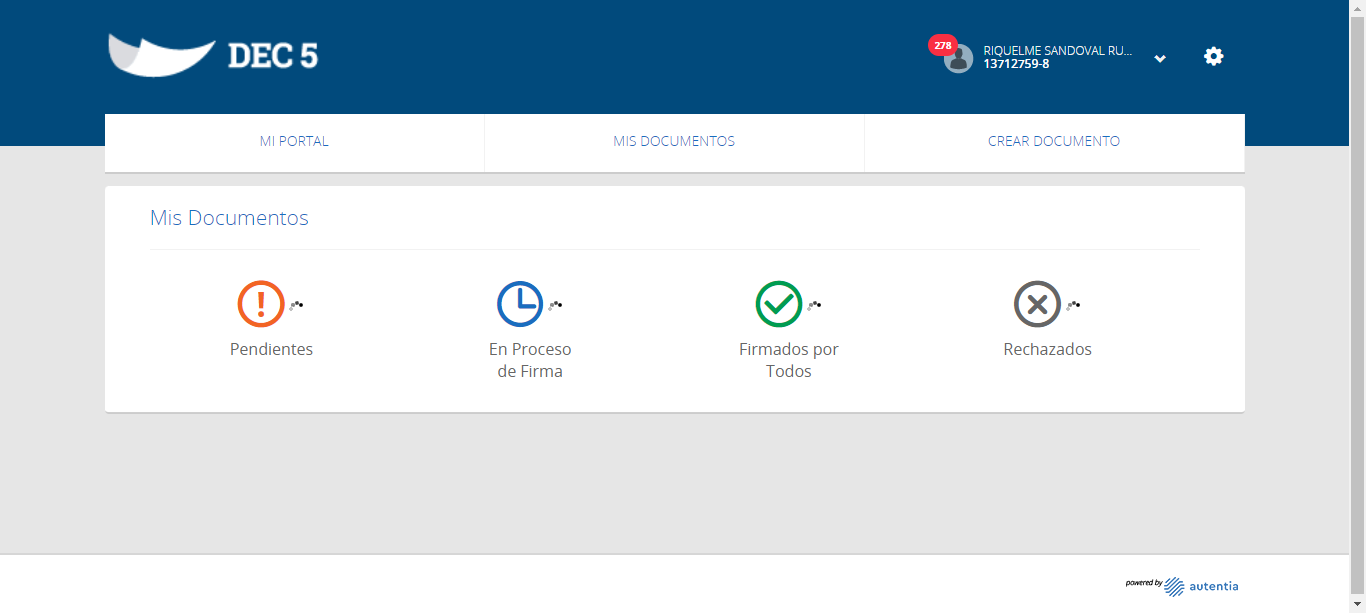 DEC 5
278
RIQUELME SANDOVAL RU...
13712759-8
MI PORTAL
MIS DOCUMENTOS
CREAR DOCUMENTO
Mis Documentos
Pendientes
En Proceso
de Firma
Firmados por
Todos
Rechazados
powered by autentia